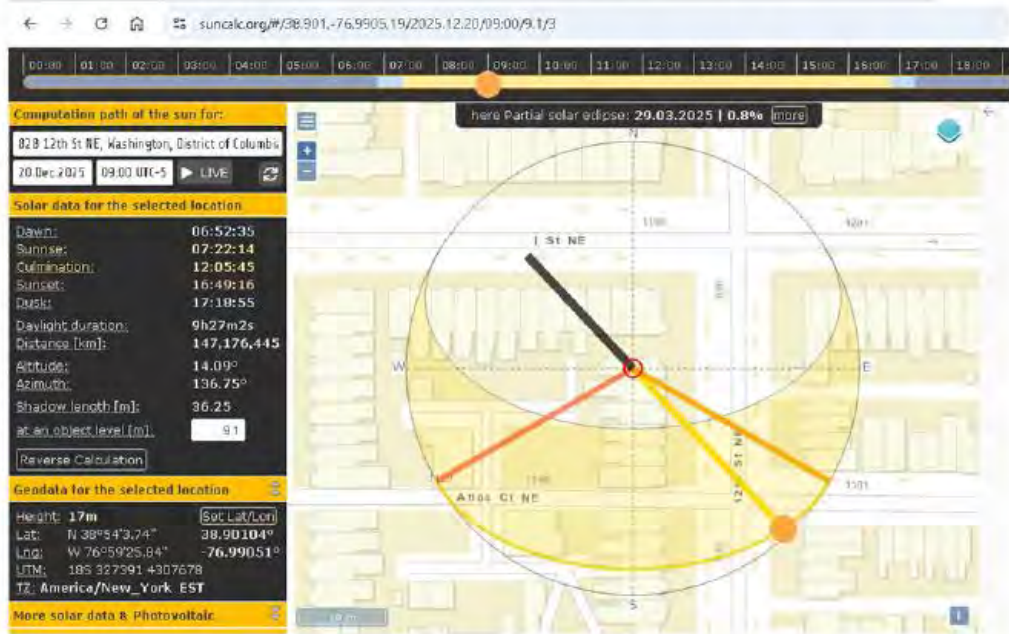 suncalc.org/#/38.901,-76.9905,19/2025.12.20/09:00/9.1/3
00:00 01:00 02:00 03:00 04:00 05:00 06:00 07:00 08:00 09:00 10:00 11:00 12:00 13:00 14:00 15:00 16:00 17:00 18:00
Computation path of the sun for:
828 12th St NE, Washington, District of Columbi
20.Dec.2025 09:00 UTC-5 LIVE
Solar data for the selected location
Dawn: 06:52:35
Sunrise: 07:22:14
Culmination: 12:05:45
Sunset: 16:49:16
Dusk: 17:18:55
Daylight duration: 9h27m2s
Distance [km]: 147,176,445
Altitude: 14.09°
Azimuth: 136.75°
Shadow length [m]: 36.25
at an object level [m]: 9.1
Reverse Calculation
Geodata for the selected location
Height: 17m Set Lat/Lon
Lat: N 38°54'3.74" 38.90104°
Lng: W 76°59'25.84" -76.99051°
UTM: 18S 327391 4307678
TZ: America/New_York EST
More solar data & Photovoltaic
here Partial solar eclipse: 29.03.2025 | 0.8% more
N
I St NE
W
E
12th St NE
1101
S